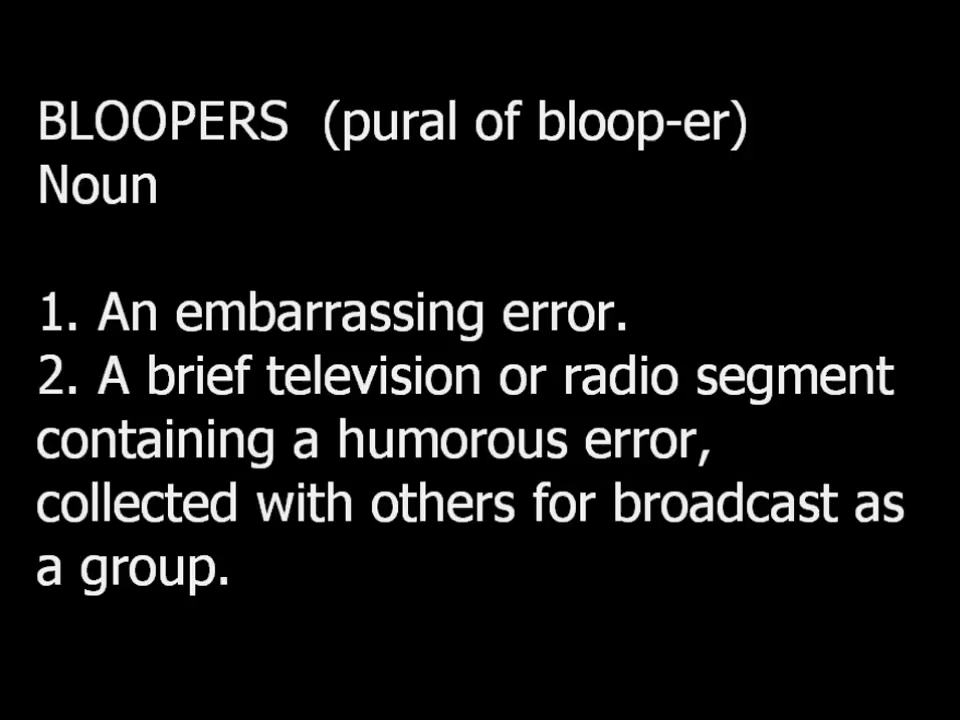 BLOOPERS (pural of bloop-er)
Noun
1. An embarrassing error.
2. A brief television or radio segment
containing a humorous error,
collected with others for broadcast as
a group.